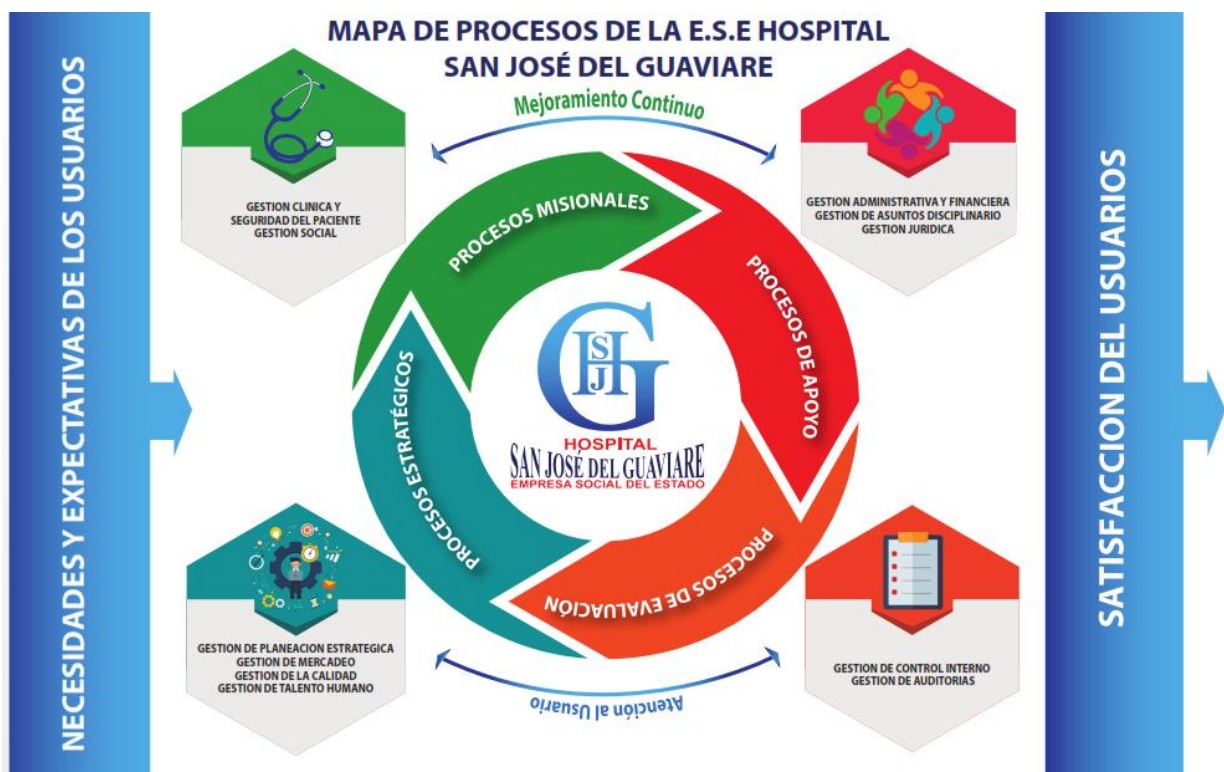 MAPA DE PROCESOS DE LA E.S.E HOSPITAL
SAN JOSÉ DEL GUAVIARE
NECESIDADES Y EXPECTATIVAS DE LOS USUARIOS
Mejoramiento Continuo
GESTION CLINICA Y
SEGURIDAD DEL PACIENTE
GESTION SOCIAL
GESTION ADMINISTRATIVA Y FINANCIERA
GESTION DE ASUNTOS DISCIPLINARIO
GESTION JURIDICA
PROCESOS MISIONALES
PROCESOS DE APOYO
PROCESOS DE EVALUACIÓN
PROCESOS ESTRATÉGICOS
G
H
S
J
HOSPITAL
SAN JOSÉ DEL GUAVIARE
EMPRESA SOCIAL DEL ESTADO
GESTION DE PLANEACION ESTRATEGICA
GESTION DE MERCADEO
GESTION DE LA CALIDAD
GESTION DE TALENTO HUMANO
GESTION DE CONTROL INTERNO
GESTION DE AUDITORIAS
Atención al Usuario
SATISFACCION DEL USUARIOS